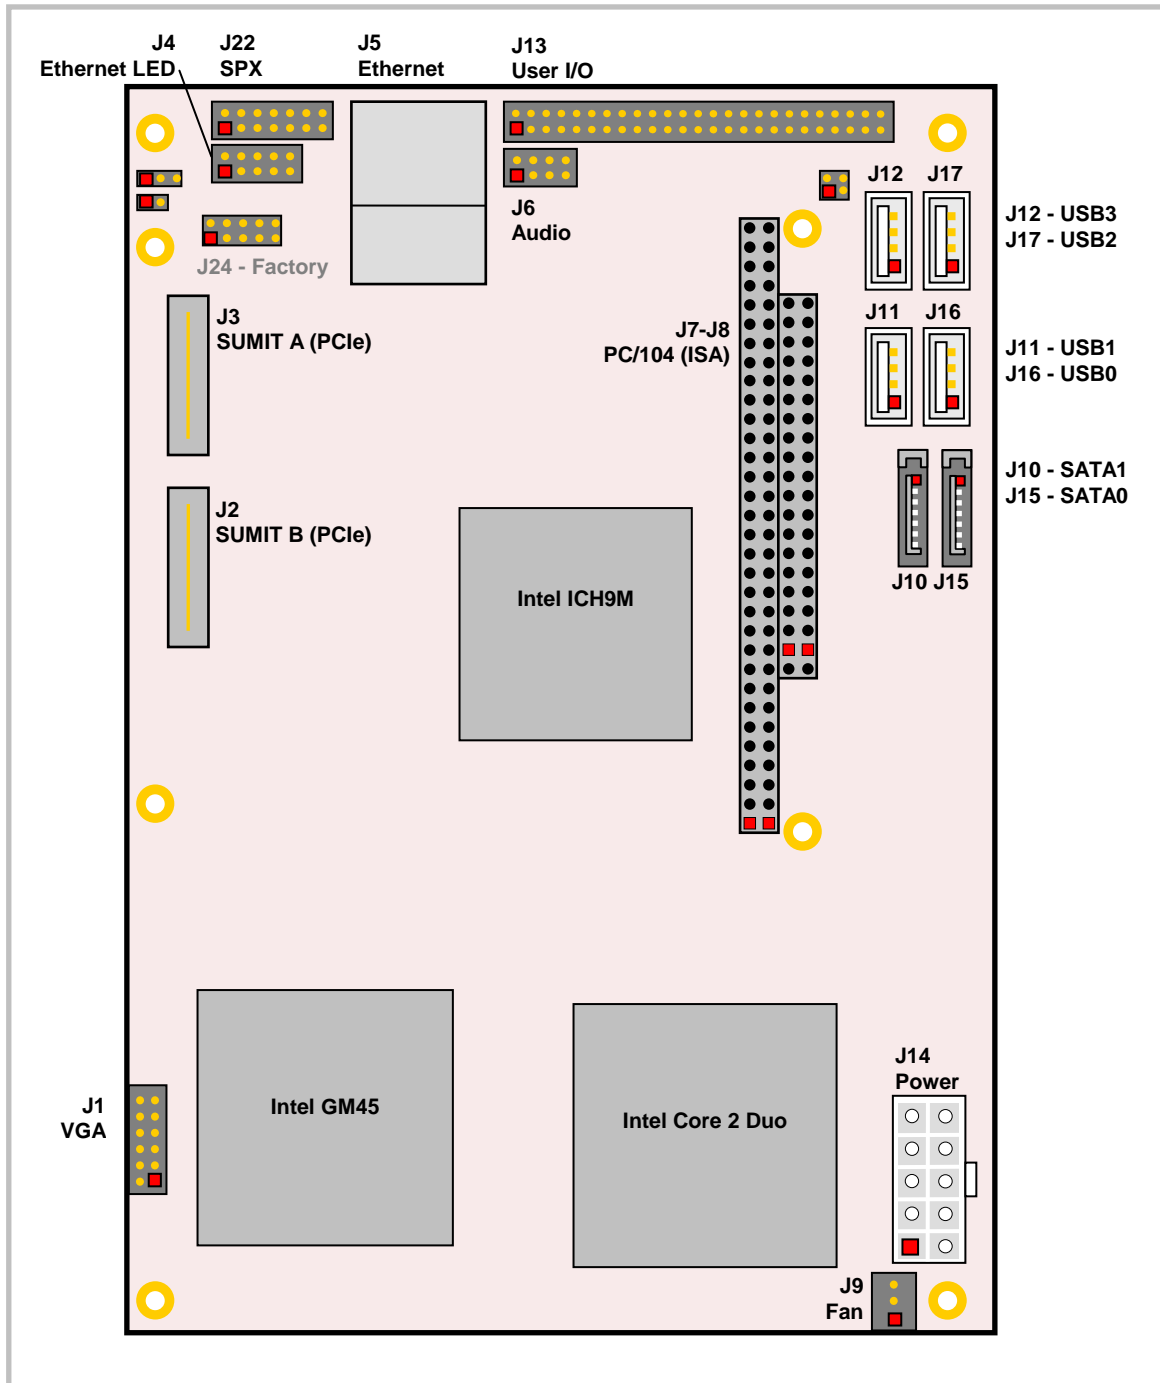 J4
Ethernet LED
J22
SPX
J5
Ethernet
J13
User I/O
J6
Audio
J12
J17
J12 - USB3
J17 - USB2
J24 - Factory
J3
SUMIT A (PCIe)
J7-J8
PC/104 (ISA)
J11
J16
J11 - USB1
J16 - USB0
J10 - SATA1
J15 - SATA0
J2
SUMIT B (PCIe)
J10
J15
Intel ICH9M
J14
Power
J1
VGA
Intel GM45
Intel Core 2 Duo
J9
Fan